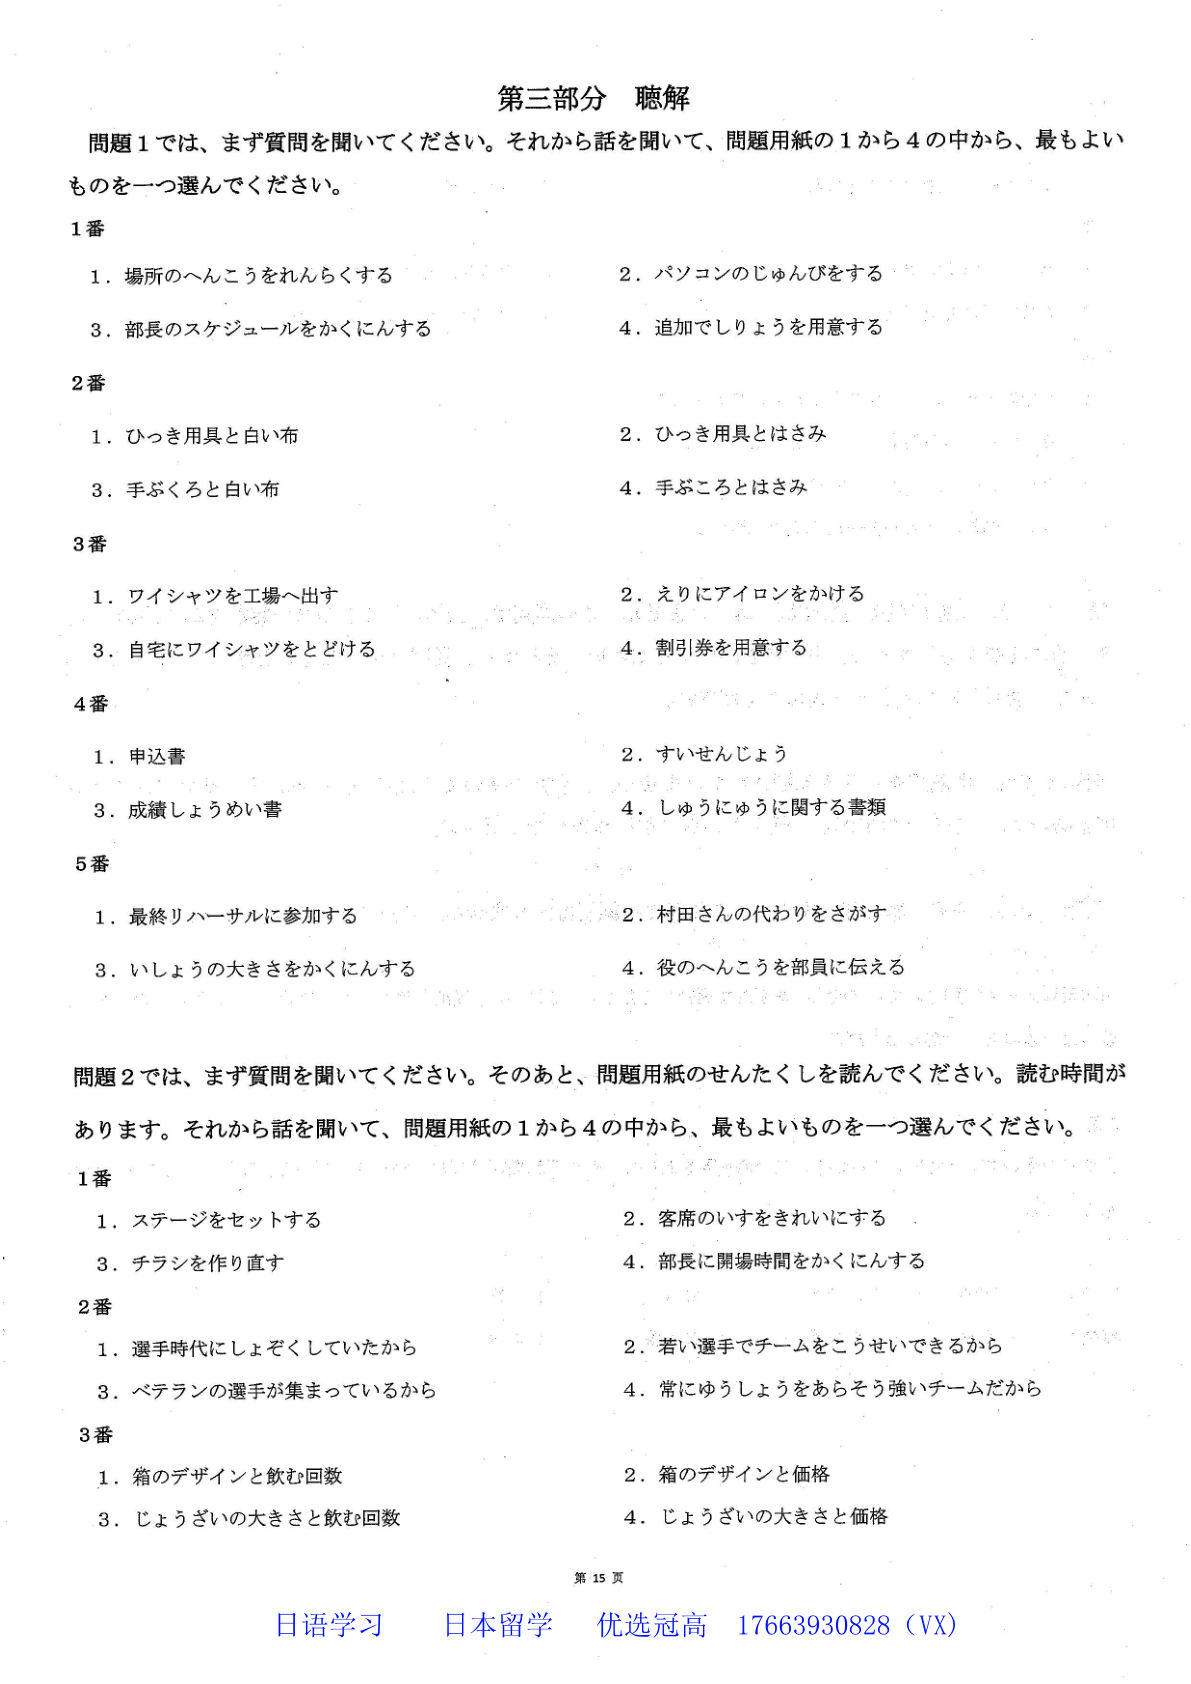 第三部分　聴解
問題１では、まず質問を聞いてください。それから話を聞いて、問題用紙の１から４の中から、最もよい
ものを一つ選んでください。
１番
１．場所のへんこうをれんらくする
２．パソコンのじゅんびをする
３．部長のスケジュールをかくにんする
４．追加でしりょうを用意する
２番
１．ひっき用具と白い布
２．ひっき用具とはさみ
３．手ぶくろと白い布
４．手ぶころとはさみ
３番
１．ワイシャツを工場へ出す
２．えりにアイロンをかける
３．自宅にワイシャツをとどける
４．割引券を用意する
４番
１．申込書
２．すいせんじょう
３．成績しょうめい書
４．しゅうにゅうに関する書類
５番
１．最終リハーサルに参加する
２．村田さんの代わりをさがす
３．いしょうの大きさをかくにんする
４．役のへんこうを部員に伝える
問題２では、まず質問を聞いてください。そのあと、問題用紙のせんたくしを読んでください。読む時間が
あります。それから話を聞いて、問題用紙の１から４の中から、最もよいものを一つ選んでください。
１番
１．ステージをセットする
２．客席のいすをきれいにする
３．チラシを作り直す
４．部長に開場時間をかくにんする
２番
１．選手時代にしょぞくしていたから
２．若い選手でチームをこうせいできるから
３．ベテランの選手が集まっているから
４．常にゆうしょうをあらそう強いチームだから
３番
１．箱のデザインと飲む回数
２．箱のデザインと価格
３．じょうざいの大きさと飲む回数
４．じょうざいの大きさと価格
第 15 页
日语学习　日本留学　优选冠高　17663930828（VX）